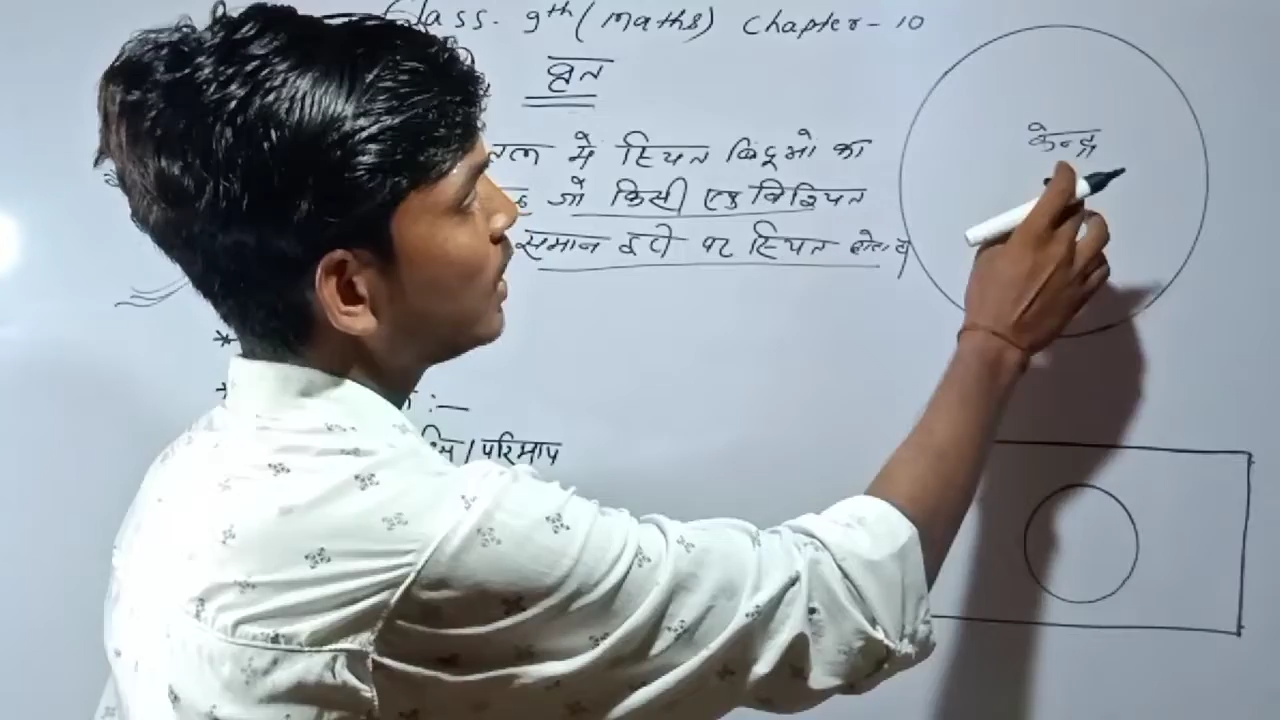 Class. 9th (maths) Chapter-10
वृत
केन्द्र
तल मे स्थित बिंदूओ का
जो किसी एक
समान दूरी पर स्थित होता है
:—
/ परिमाप